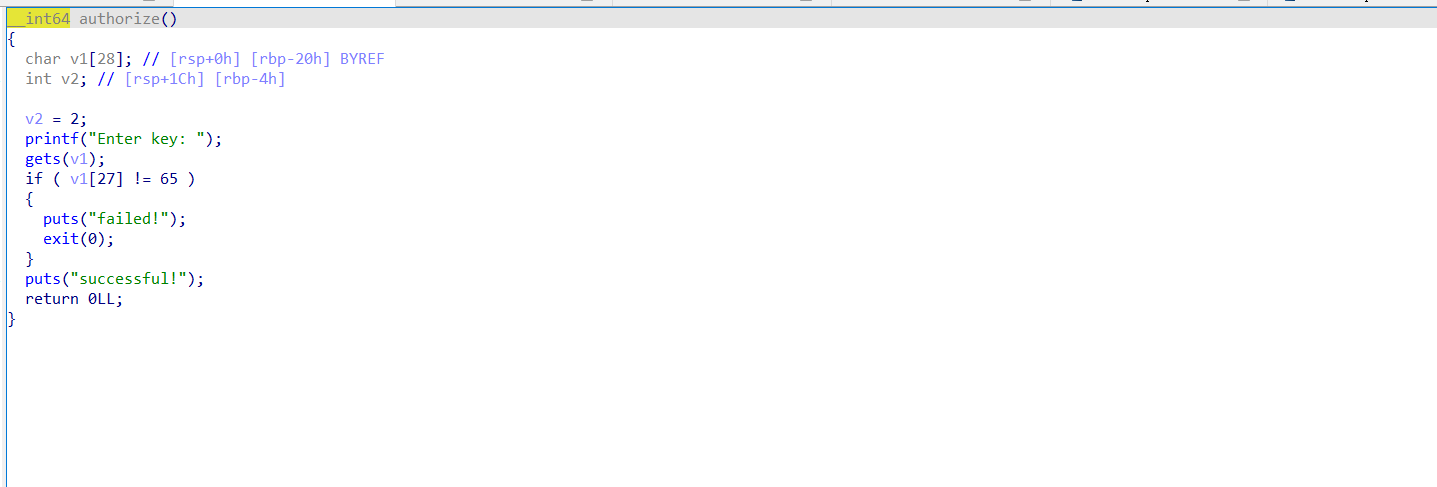 __int64 authorize()
{
  char v1[28]; // [rsp+0h] [rbp-20h] BYREF
  int v2; // [rsp+1Ch] [rbp-4h]

  v2 = 2;
  printf("Enter key: ");
  gets(v1);
  if ( v1[27] != 65 )
  {
    puts("failed!");
    exit(0);
  }
  puts("successful!");
  return 0LL;
}